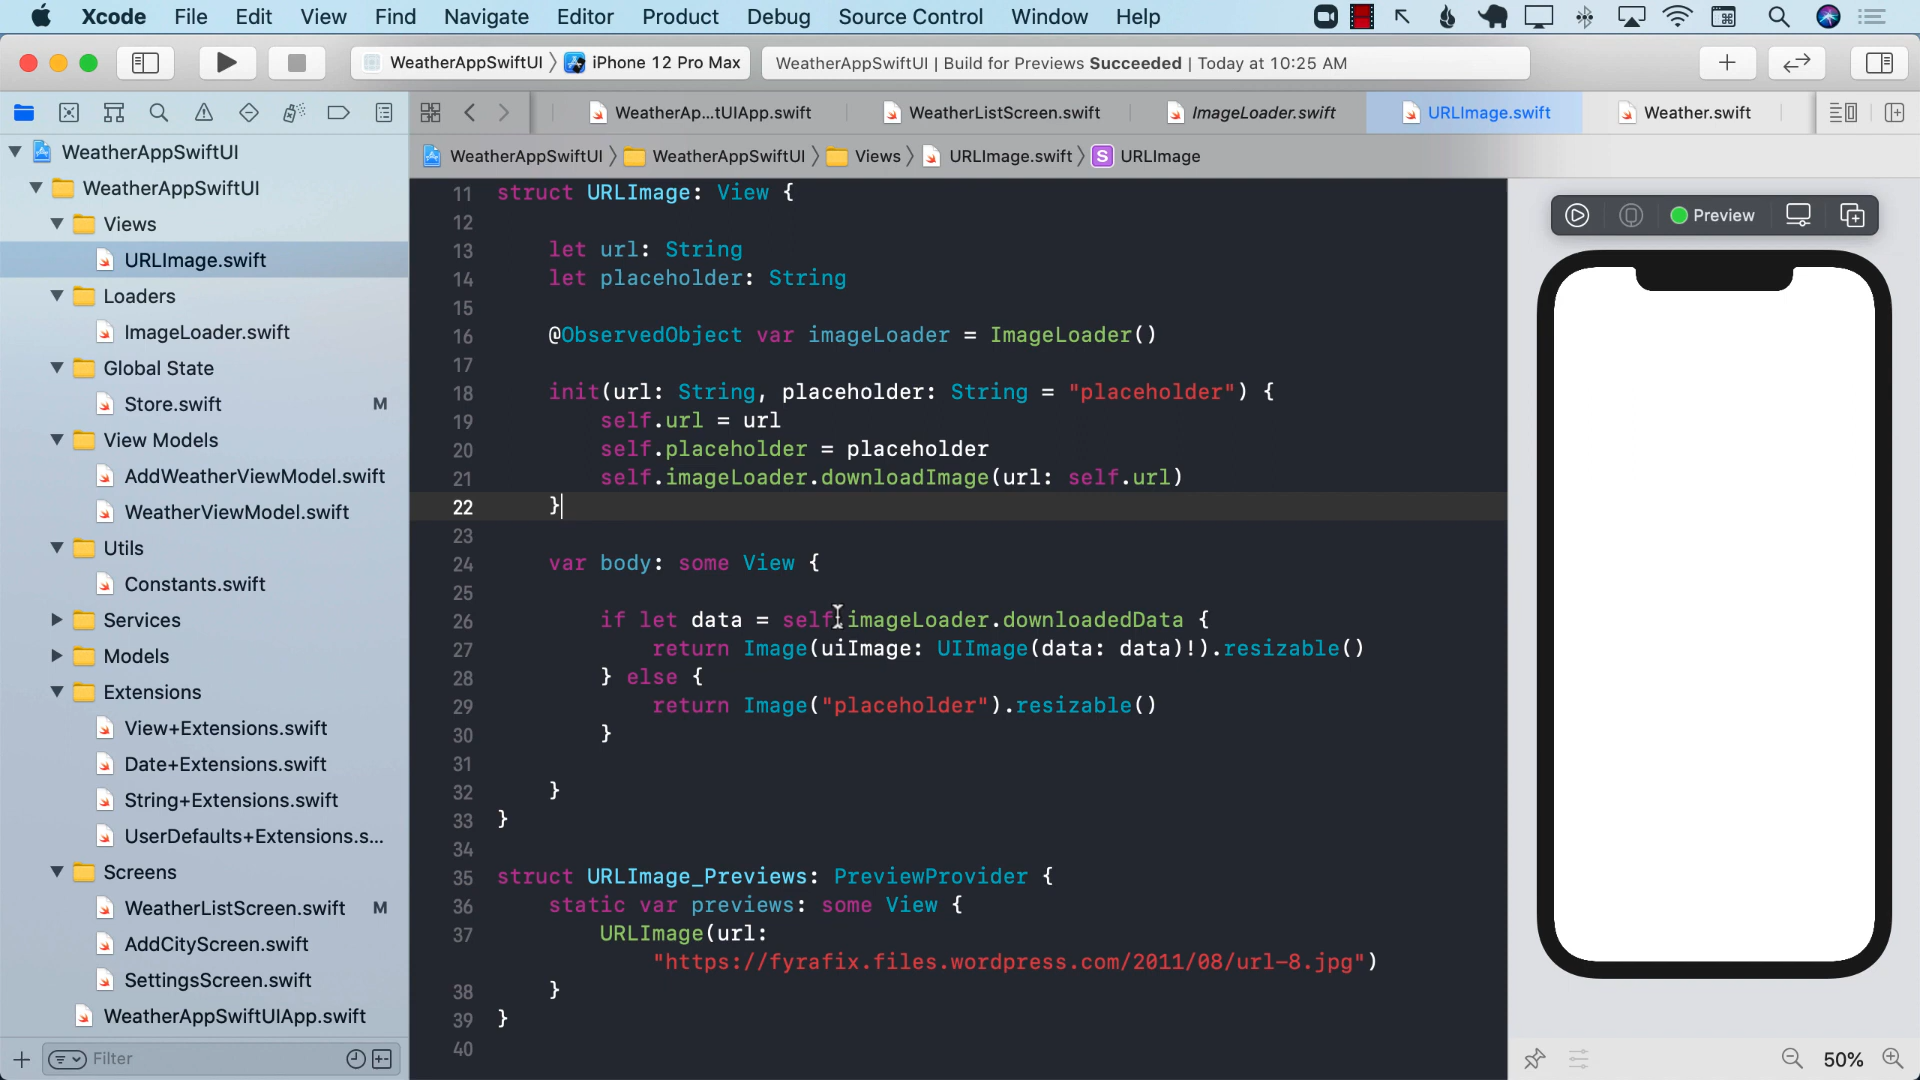 Xcode File Edit View Find Navigate Editor Product Debug Source Control Window Help
WeatherAppSwiftUI iPhone 12 Pro Max
WeatherAppSwiftUI | Build for Previews Succeeded | Today at 10:25 AM
WeatherAp...tUIApp.swift WeatherListScreen.swift ImageLoader.swift URLImage.swift Weather.swift
WeatherAppSwiftUI WeatherAppSwiftUI Views URLImage.swift S URLImage
WeatherAppSwiftUI
WeatherAppSwiftUI
Views
URLImage.swift
Loaders
ImageLoader.swift
Global State
Store.swift M
View Models
AddWeatherViewModel.swift
WeatherViewModel.swift
Utils
Constants.swift
Services
Models
Extensions
View+Extensions.swift
Date+Extensions.swift
String+Extensions.swift
UserDefaults+Extensions.s...
Screens
WeatherListScreen.swift M
AddCityScreen.swift
SettingsScreen.swift
WeatherAppSwiftUIApp.swift
Filter
11 struct URLImage: View {
12
13 let url: String
14 let placeholder: String
15
16 @ObservedObject var imageLoader = ImageLoader()
17
18 init(url: String, placeholder: String = "placeholder") {
19 self.url = url
20 self.placeholder = placeholder
21 self.imageLoader.downloadImage(url: self.url)
22 }
23
24 var body: some View {
25
26 if let data = self.imageLoader.downloadedData {
27 return Image(uiImage: UIImage(data: data)!).resizable()
28 } else {
29 return Image("placeholder").resizable()
30 }
31
32 }
33 }
34
35 struct URLImage_Previews: PreviewProvider {
36 static var previews: some View {
37 URLImage(url:
"https://fyrafix.files.wordpress.com/2011/08/url-8.jpg")
38 }
39 }
40
Preview
50%